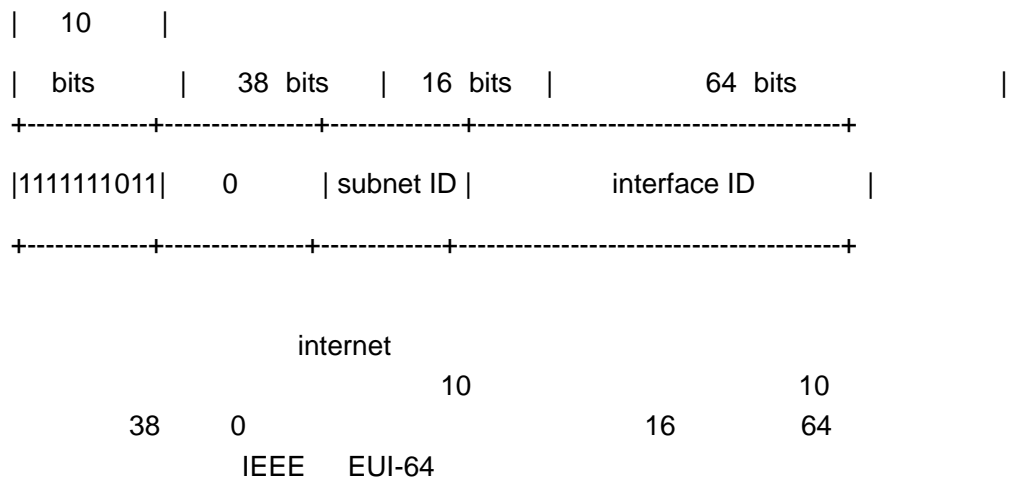 | 10 |
| bits | 38 bits | 16 bits | 64 bits |
+-------------+----------------+--------------+--------------------------------------+
|1111111011| 0 | subnet ID | interface ID |
+-------------+---------------+-------------+----------------------------------------+
internet
10 10
38 0 16 64
IEEE EUI-64